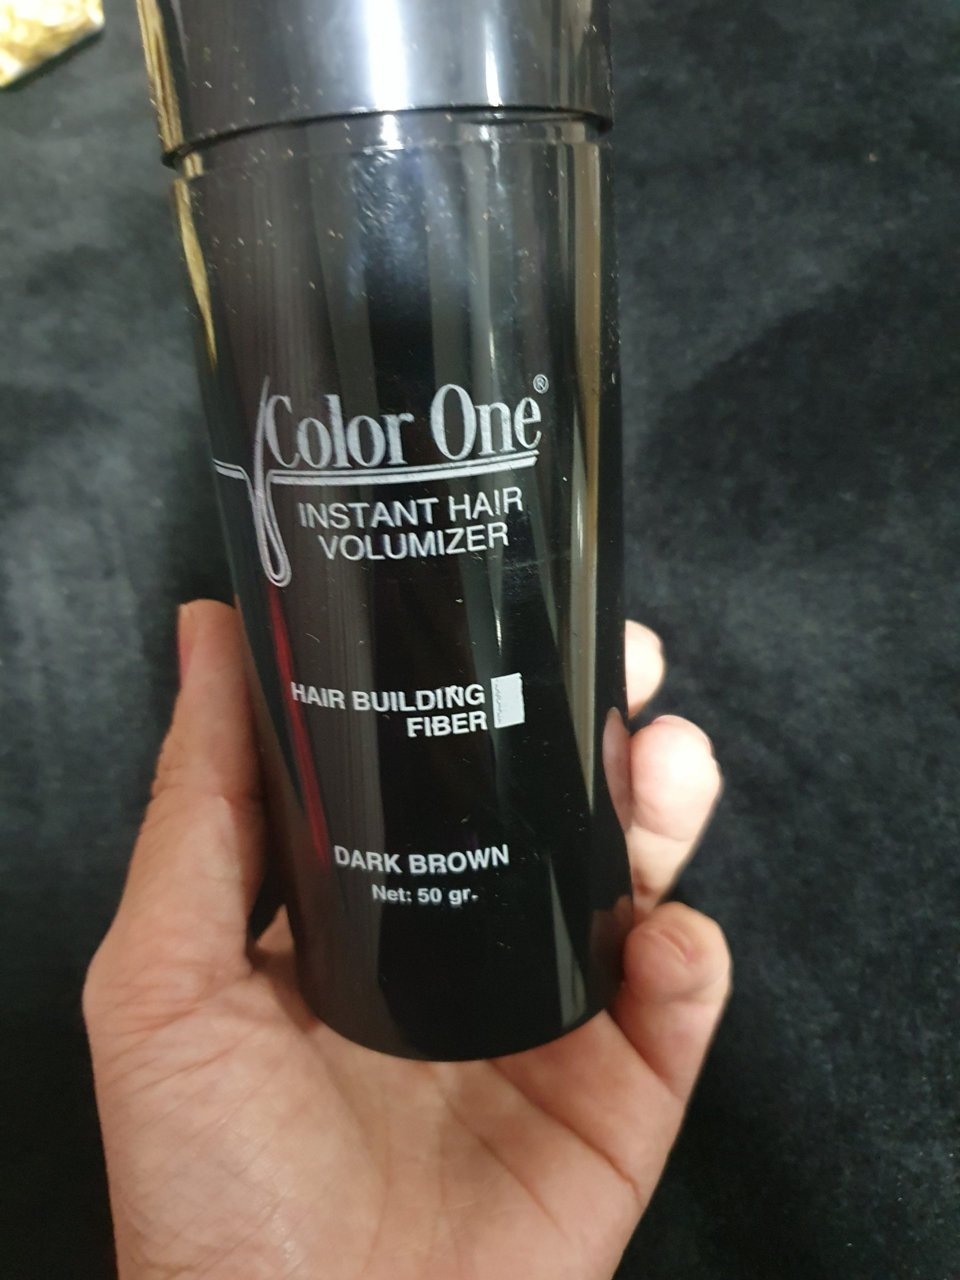 Color One®
INSTANT HAIR
VOLUMIZER
HAIR BUILDING
FIBER
DARK BROWN
Net: 50 gr.